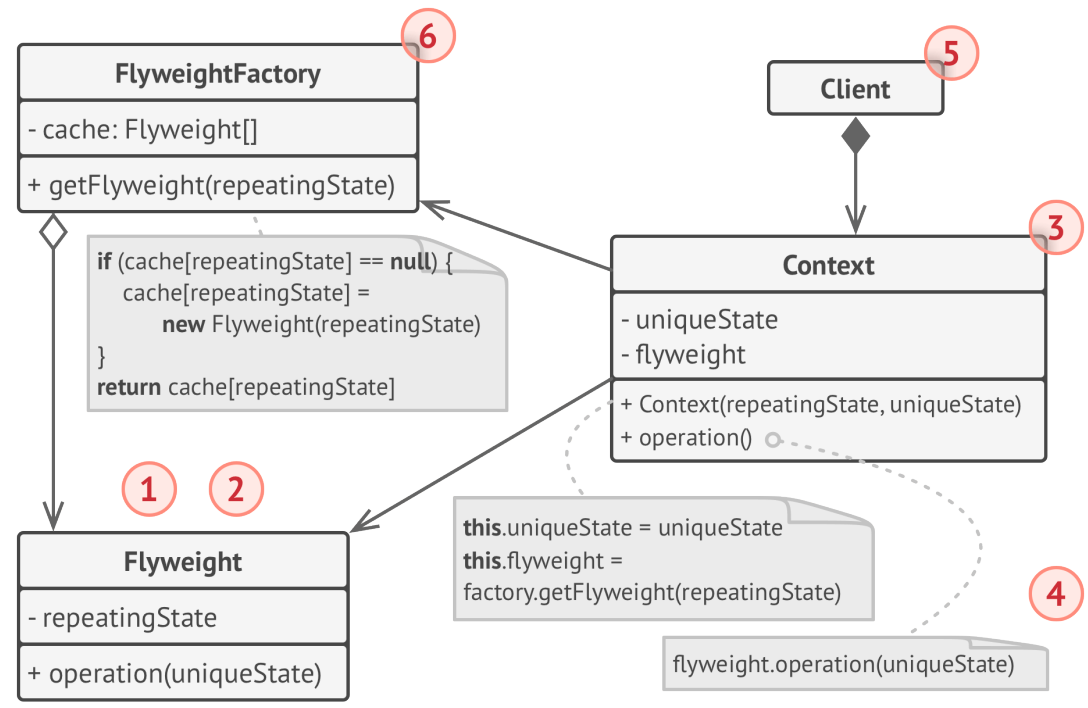 6
FlyweightFactory
- cache: Flyweight[]
+ getFlyweight(repeatingState)
if (cache[repeatingState] == null) {
cache[repeatingState] =
new Flyweight(repeatingState)
}
return cache[repeatingState]
5
Client
3
Context
- uniqueState
- flyweight
+ Context(repeatingState, uniqueState)
+ operation()
1
2
Flyweight
- repeatingState
+ operation(uniqueState)
this.uniqueState = uniqueState
this.flyweight =
factory.getFlyweight(repeatingState)
4
flyweight.operation(uniqueState)